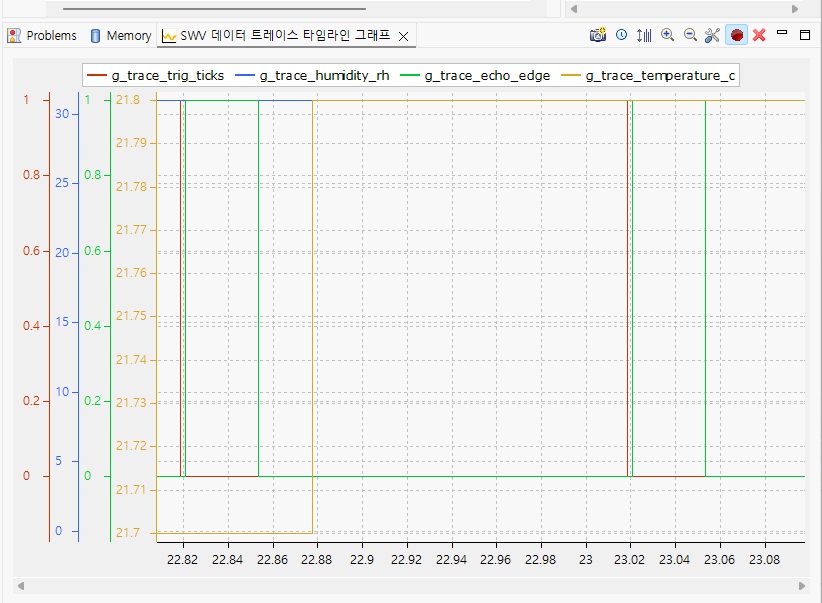 Problems Memory SWV 데이터 트레이스 타임라인 그래프
g_trace_trig_ticks g_trace_humidity_rh g_trace_echo_edge g_trace_temperature_c
1 30 1 21.8
21.79
0.8 25 0.8 21.78
21.77
0.6 20 0.6 21.76
21.75
0.4 15 0.4 21.74
21.73
0.2 10 0.2 21.72
0 5 0 21.71
0 21.7
22.82 22.84 22.86 22.88 22.9 22.92 22.94 22.96 22.98 23 23.02 23.04 23.06 23.08